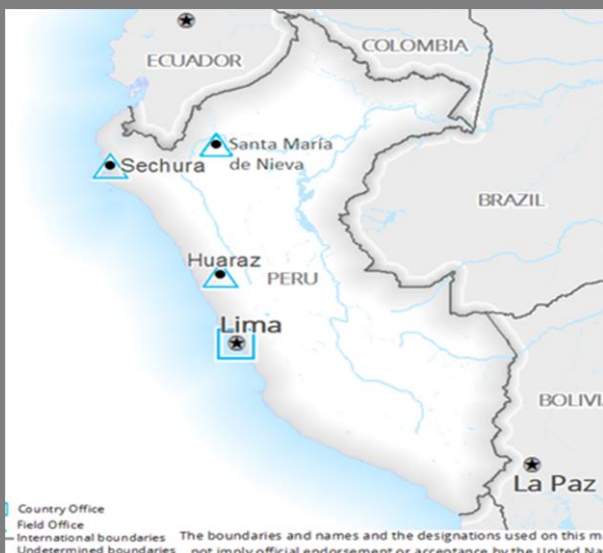 COLOMBIA
ECUADOR
Santa María
de Nieva
Sechura
BRAZIL
Huaraz
PERU
Lima
BOLIVI
La Paz
Country Office
Field Office
International boundaries
The boundaries and names and the designations used on this m
Undetermined boundaries
not imply official endorsement or acceptance by the United Na